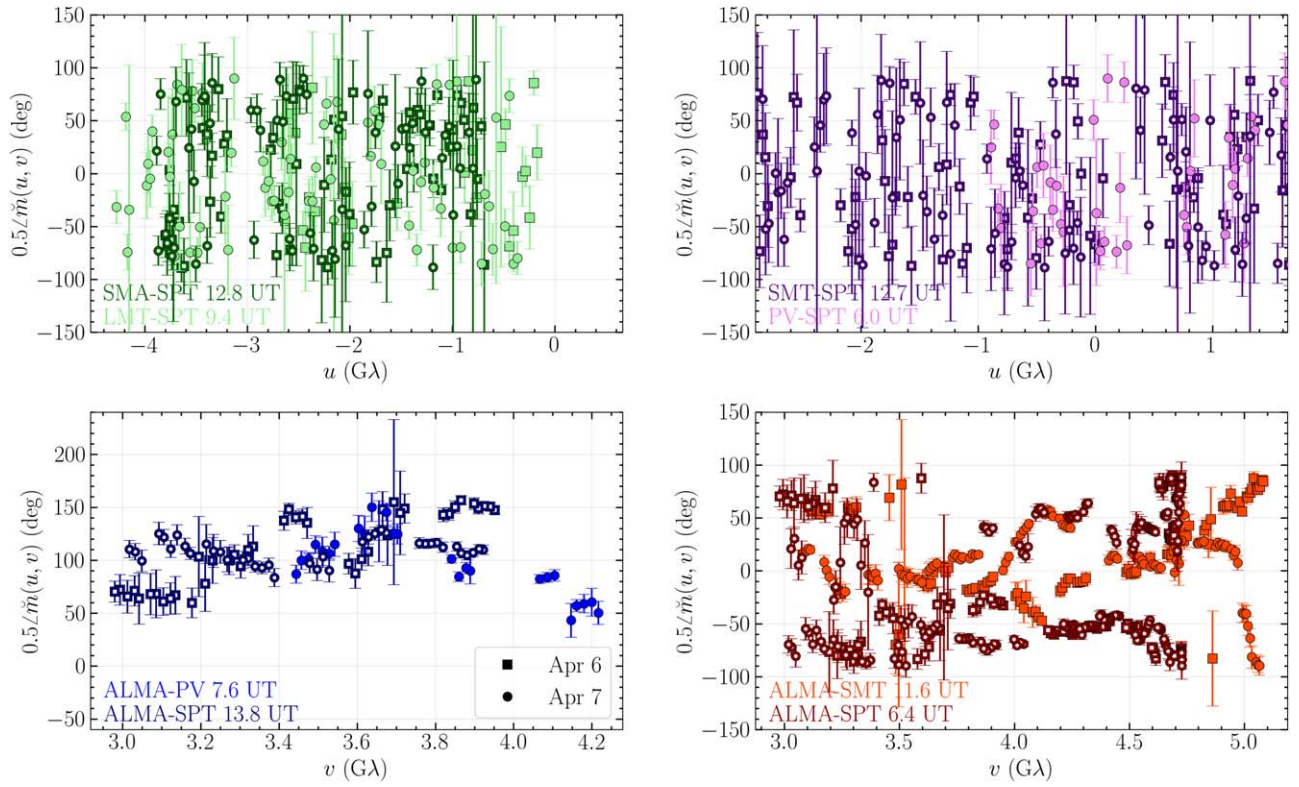 150
100
50
0
−50
−100
−150
0.5∠m̆(u, v) (deg)
SMA-SPT 12.8 UT
LMT-SPT 9.4 UT
−4 −3 −2 −1 0
u (Gλ)
150
100
50
0
−50
−100
−150
0.5∠m̆(u, v) (deg)
SMT-SPT 12.7 UT
PV-SPT 6.0 UT
−2 −1 0 1
u (Gλ)
200
150
100
50
0
−50
0.5∠m̆(u, v) (deg)
Apr 6
Apr 7
ALMA-PV 7.6 UT
ALMA-SPT 13.8 UT
3.0 3.2 3.4 3.6 3.8 4.0 4.2
v (Gλ)
150
100
50
0
−50
−100
−150
0.5∠m̆(u, v) (deg)
ALMA-SMT 11.6 UT
ALMA-SPT 6.4 UT
3.0 3.5 4.0 4.5 5.0
v (Gλ)